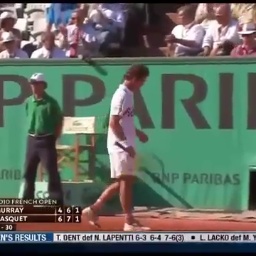 P PARI
BNP PARIBAS
2010 FRENCH OPEN
MURRAY 4 6 1
GASQUET 6 7 1
- 30
N'S RESULTS T. DENT def N. LAPENTTI 6-3 6-4 7-6(3) L. LACKO def M. Y